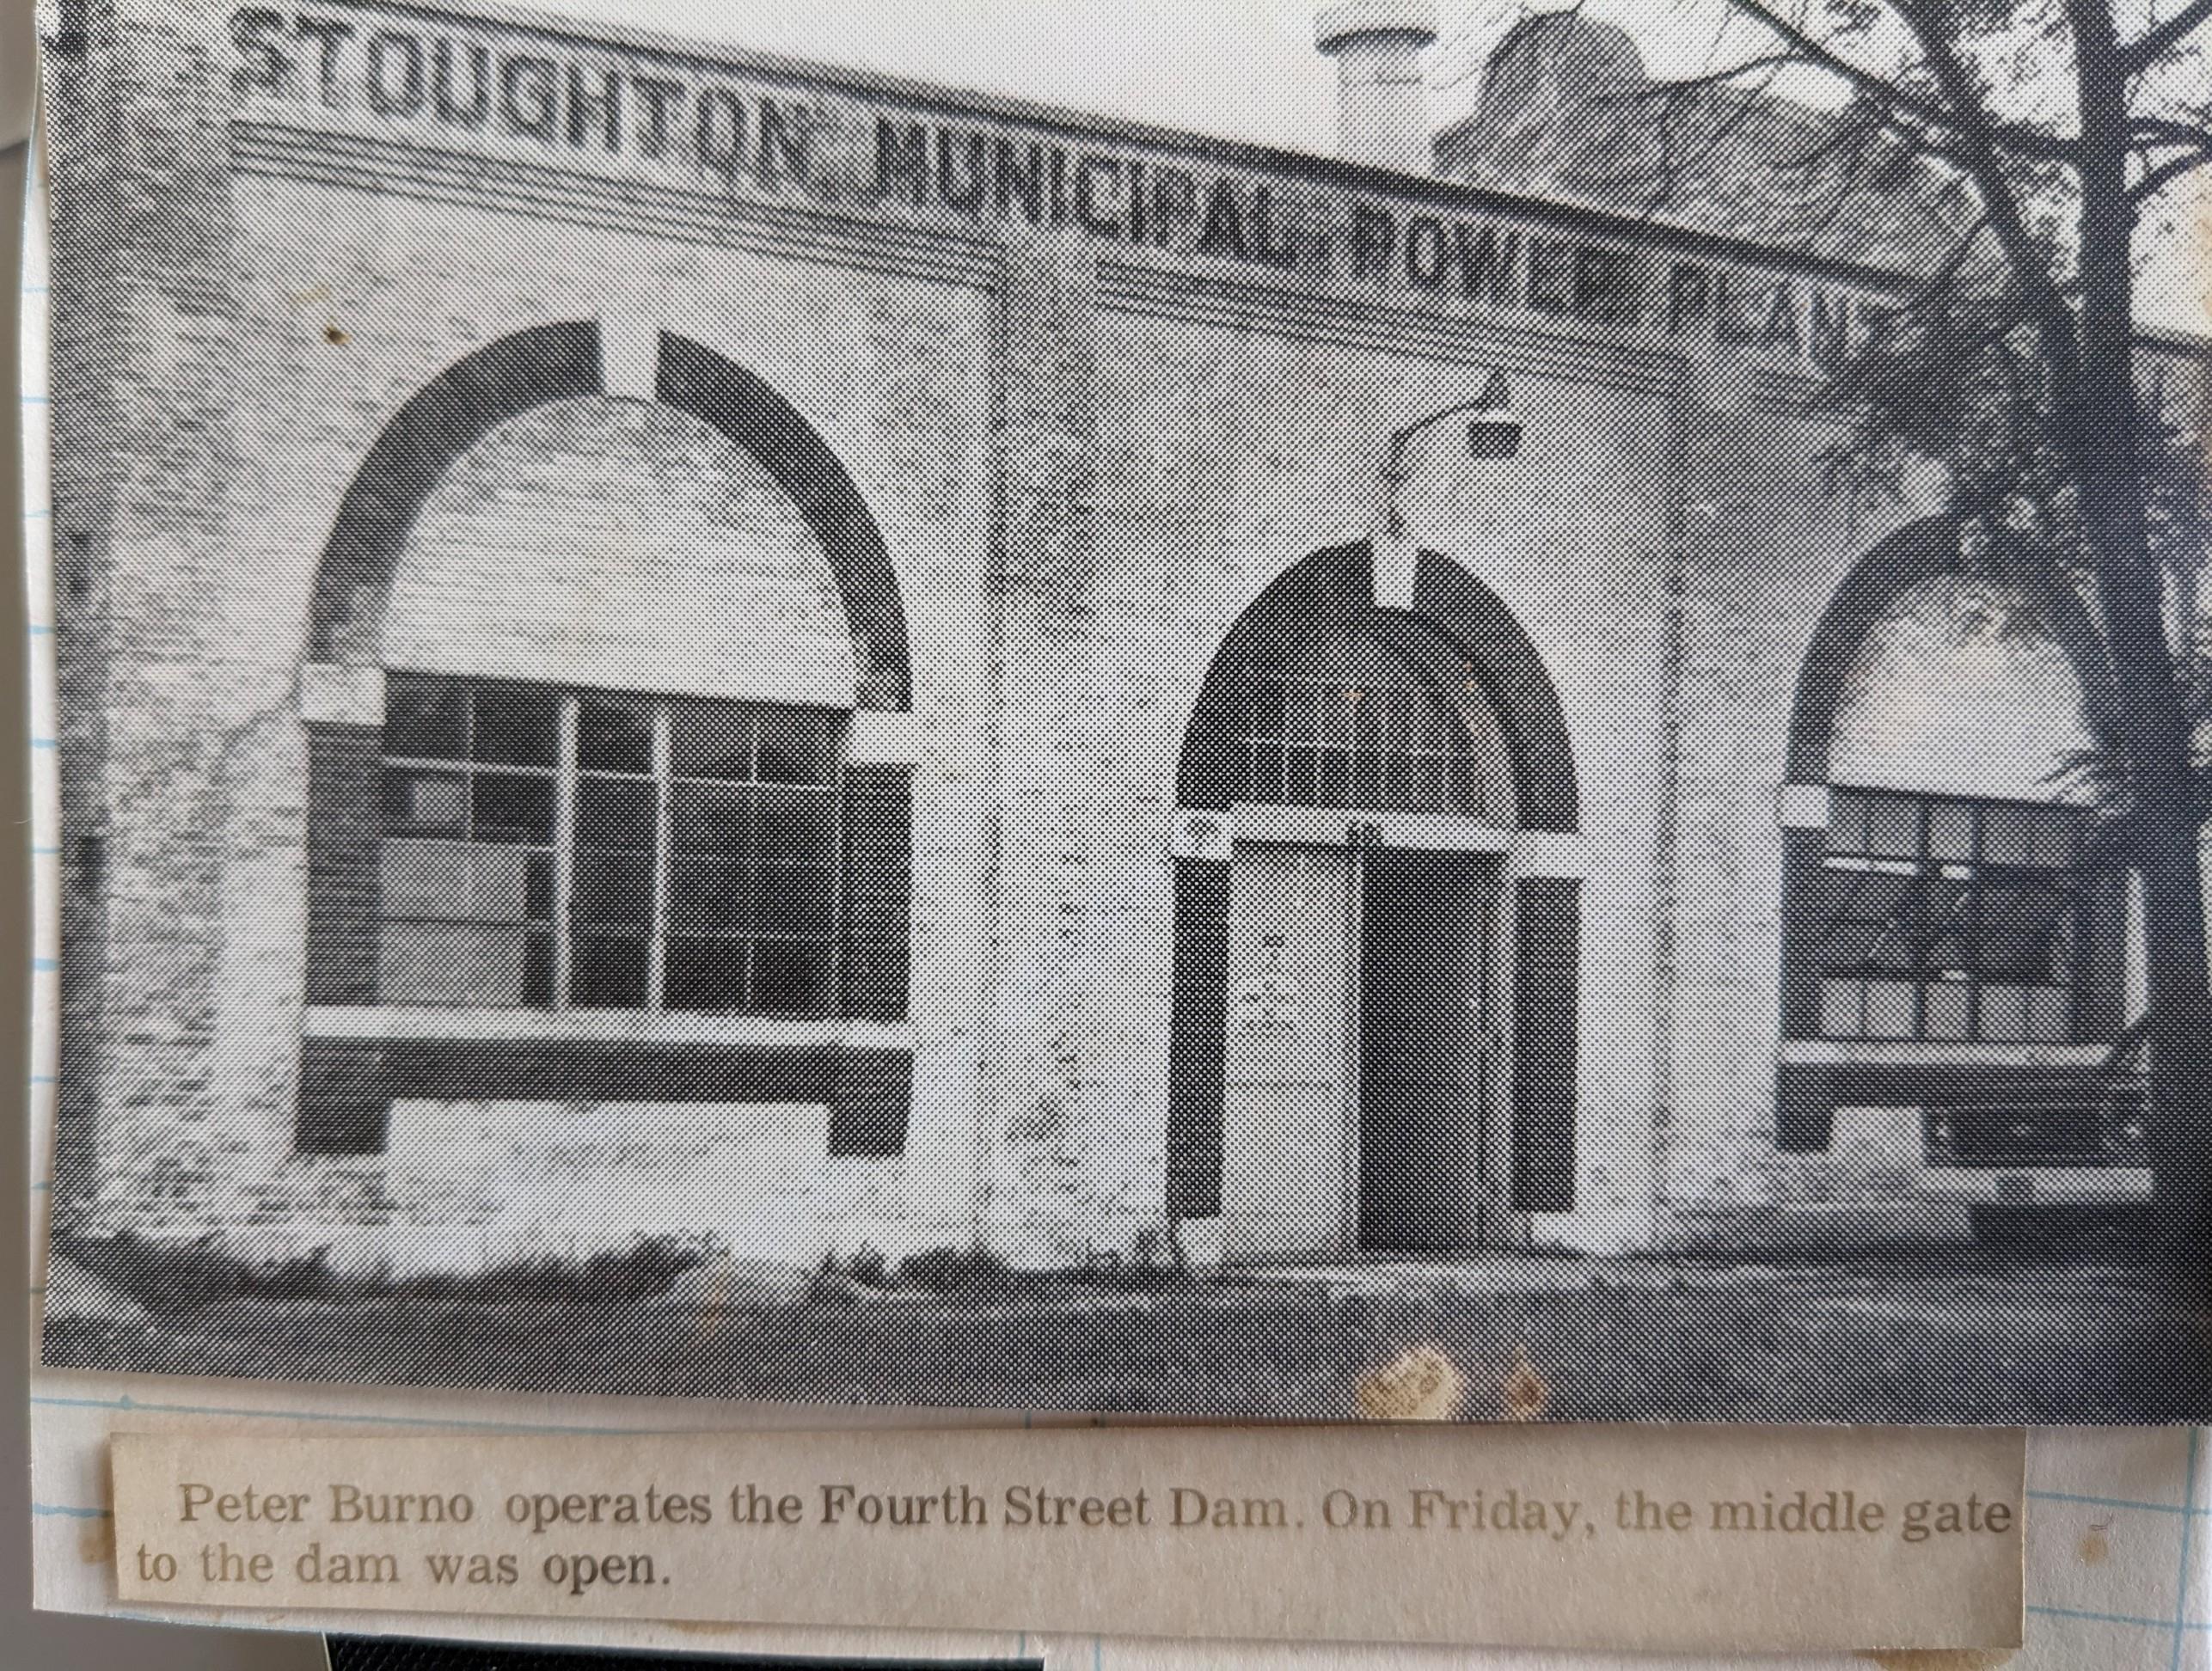 STOUGHTON MUNICIPAL POWER PLANT
Peter Burno operates the Fourth Street Dam. On Friday, the middle gate
to the dam was open.